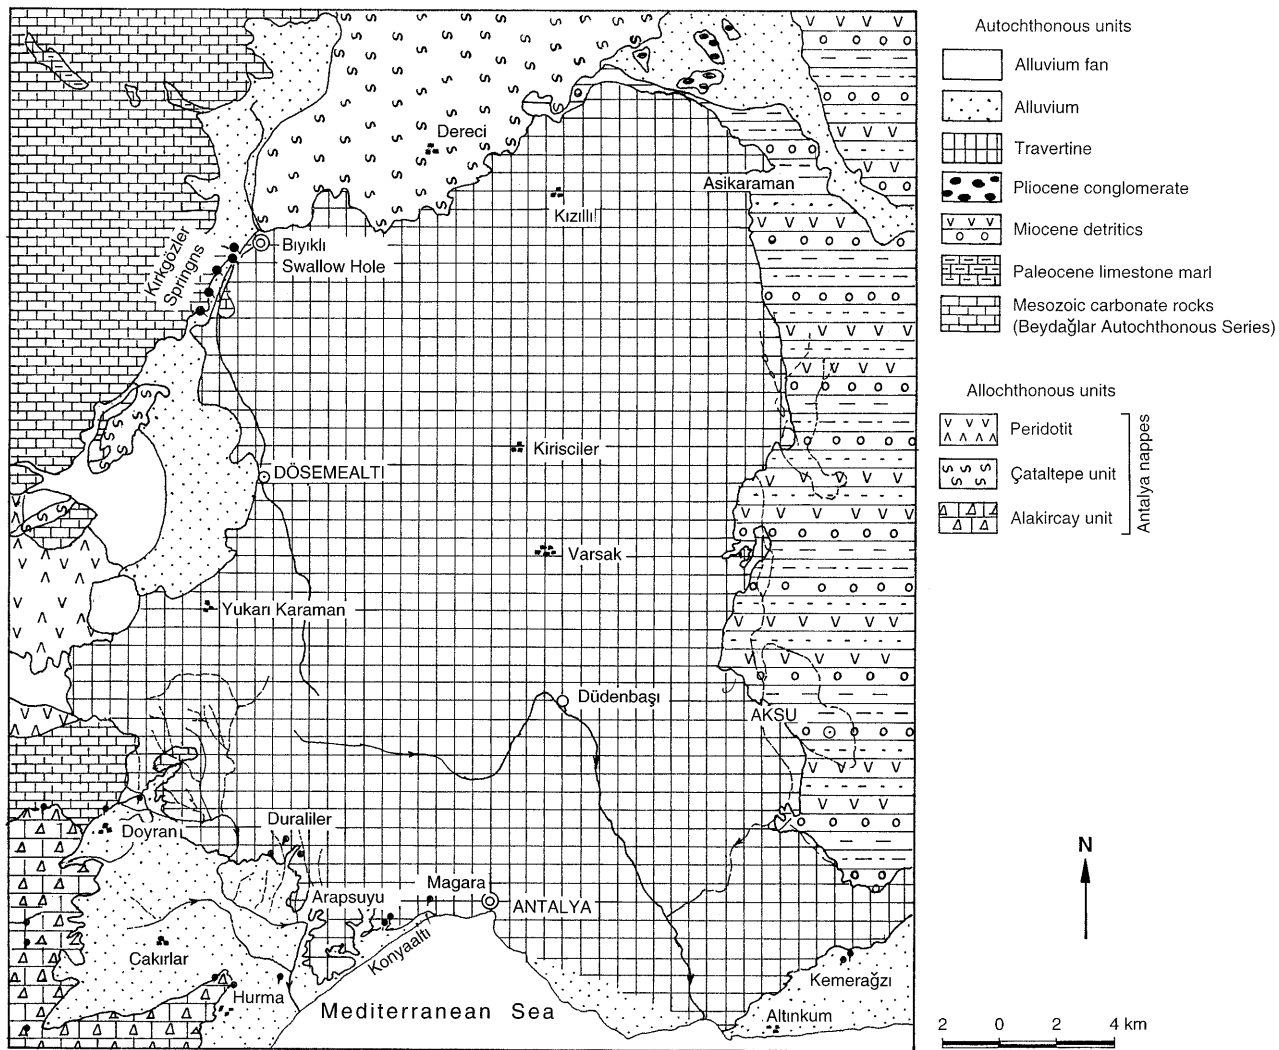 Autochthonous units
Alluvium fan
Alluvium
Travertine
Pliocene conglomerate
Miocene detritics
Paleocene limestone marl
Mesozoic carbonate rocks
(Beydağlar Autochthonous Series)
Allochthonous units
Peridotit
Çataltepe unit
Alakircay unit
Antalya nappes
Dereci
Asikaraman
Kızıllı
Kırkgözler
Springns
Bıyıklı
Swallow Hole
Kirisciler
DÖSEMEALTI
Varsak
Yukarı Karaman
Düdenbaşı
AKSU
Duraliler
Doyran
Magara
Arapsuyu
ANTALYA
Konyaaltı
Cakırlar
Kemerağzı
Hurma
Mediterranean Sea
Altınkum
N
2 0 2 4 km